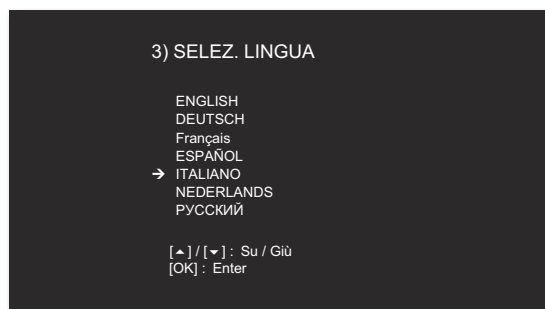 3) SELEZ. LINGUA
ENGLISH
DEUTSCH
Français
ESPAÑOL
➔ ITALIANO
NEDERLANDS
РУССКИЙ
[▲] / [▼] : Su / Giù
[OK] : Enter